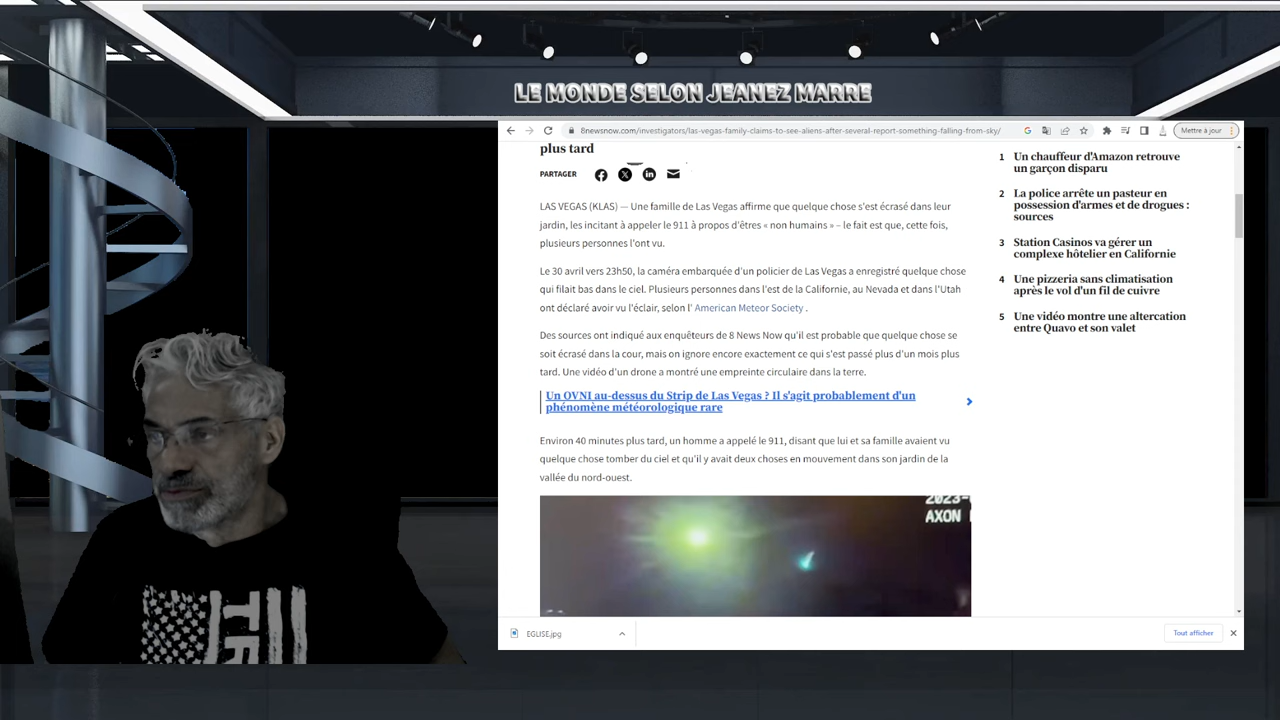 LE MONDE SELON JEANEZ MARRE
8newsnow.com/investigators/las-vegas-family-claims-to-see-aliens-after-several-report-something-falling-from-sky/
Mettre à jour
plus tard
PARTAGER
LAS VEGAS (KLAS) — Une famille de Las Vegas affirme que quelque chose s'est écrasé dans leur
jardin, les incitant à appeler le 911 à propos d'êtres « non humains » – le fait est que, cette fois,
plusieurs personnes l'ont vu.
Le 30 avril vers 23h50, la caméra embarquée d'un policier de Las Vegas a enregistré quelque chose
qui filait bas dans le ciel. Plusieurs personnes dans l'est de la Californie, au Nevada et dans l'Utah
ont déclaré avoir vu l'éclair, selon l' American Meteor Society .
Des sources ont indiqué aux enquêteurs de 8 News Now qu'il est probable que quelque chose se
soit écrasé dans la cour, mais on ignore encore exactement ce qui s'est passé plus d'un mois plus
tard. Une vidéo d'un drone a montré une empreinte circulaire dans la terre.
Un OVNI au-dessus du Strip de Las Vegas ? Il s'agit probablement d'un
phénomène météorologique rare
Environ 40 minutes plus tard, un homme a appelé le 911, disant que lui et sa famille avaient vu
quelque chose tomber du ciel et qu'il y avait deux choses en mouvement dans son jardin de la
vallée du nord-ouest.
2023-
AXON
1 Un chauffeur d'Amazon retrouve
un garçon disparu
2 La police arrête un pasteur en
possession d'armes et de drogues :
sources
3 Station Casinos va gérer un
complexe hôtelier en Californie
4 Une pizzeria sans climatisation
après le vol d'un fil de cuivre
5 Une vidéo montre une altercation
entre Quavo et son valet
EGLISE.jpg
Tout afficher